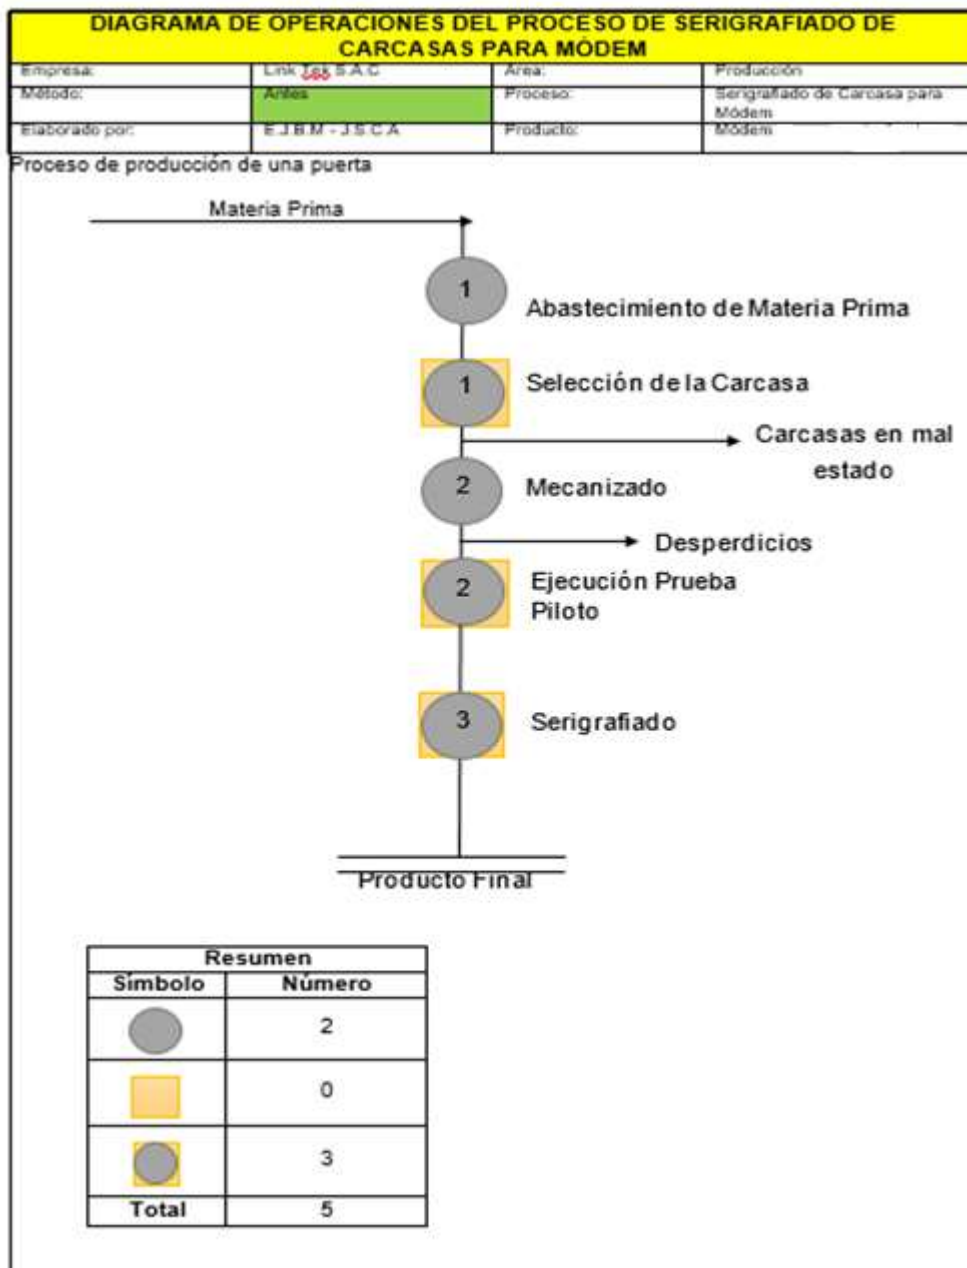 DIAGRAMA DE OPERACIONES DEL PROCESO DE SERIGRAFIADO DE
CARCASAS PARA MÓDEM
Empresa: Link Tek S.A.C Área: Producción
Método: Antes Proceso: Serigrafiado de Carcasa para
Módem
Elaborado por: E.J.B.M - J.S.C.A Producto: Módem
Proceso de producción de una puerta
Materia Prima
1
Abastecimiento de Materia Prima
1
Selección de la Carcasa
Carcasas en mal
estado
2
Mecanizado
Desperdicios
2
Ejecución Prueba
Piloto
3
Serigrafiado
Producto Final
Resumen
Símbolo Número
2
0
3
Total 5